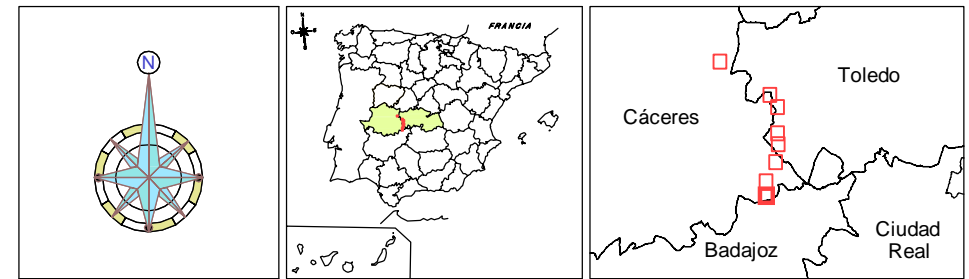 N
FRANCIA
Toledo
Cáceres
Badajoz
Ciudad
Real